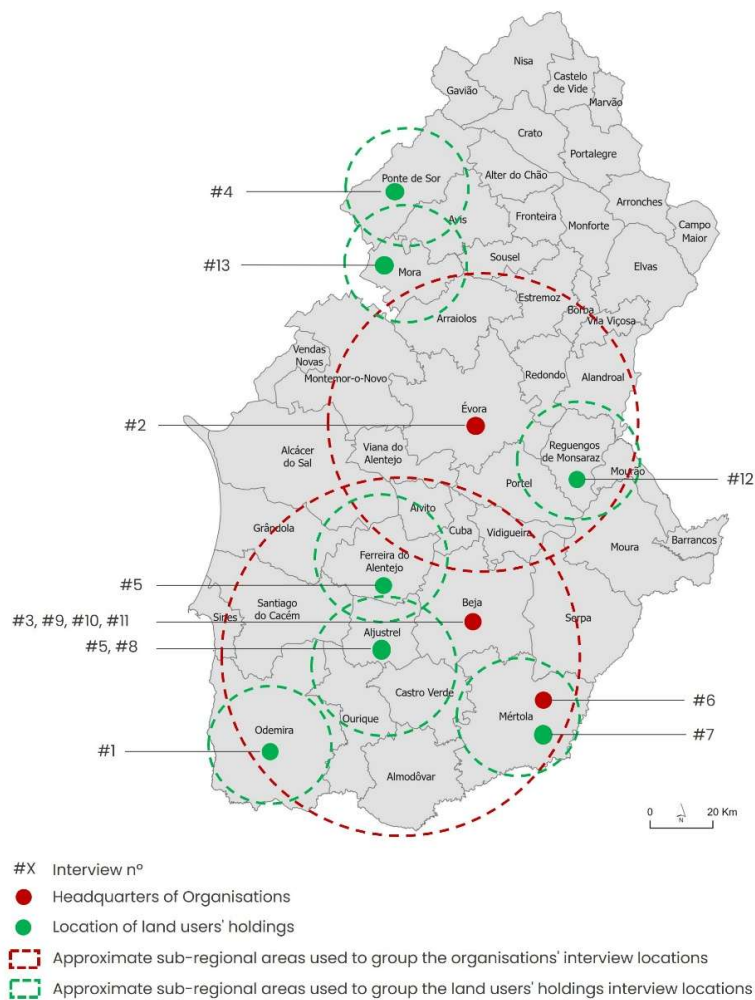 Nisa
Castelo
de Vide
Gavião
Marvão
Crato
Portalegre
Ponte de Sor
#4
Alter do Chão
Arronches
Avis
Fronteira
Monforte
Campo
Maior
#13
Mora
Sousel
Elvas
Estremoz
Borba
Vila Viçosa
Arraiolos
Vendas
Novas
Montemor-o-Novo
Redondo
Alandroal
Évora
#2
Viana do
Alentejo
Reguengos
de Monsaraz
Alcácer
do Sal
Mourão
Portel
#12
Alvito
Grândola
Cuba
Vidigueira
Barrancos
Moura
Ferreira do
Alentejo
#5
Santiago
do Cacém
Sines
Beja
Serpa
#3, #9, #10, #11
Aljustrel
#5, #8
Castro Verde
#6
Mértola
Ourique
Odemira
#7
#1
Almodôvar
0 20 Km
N
#X Interview nº
Headquarters of Organisations
Location of land users' holdings
Approximate sub-regional areas used to group the organisations' interview locations
Approximate sub-regional areas used to group the land users' holdings interview locations